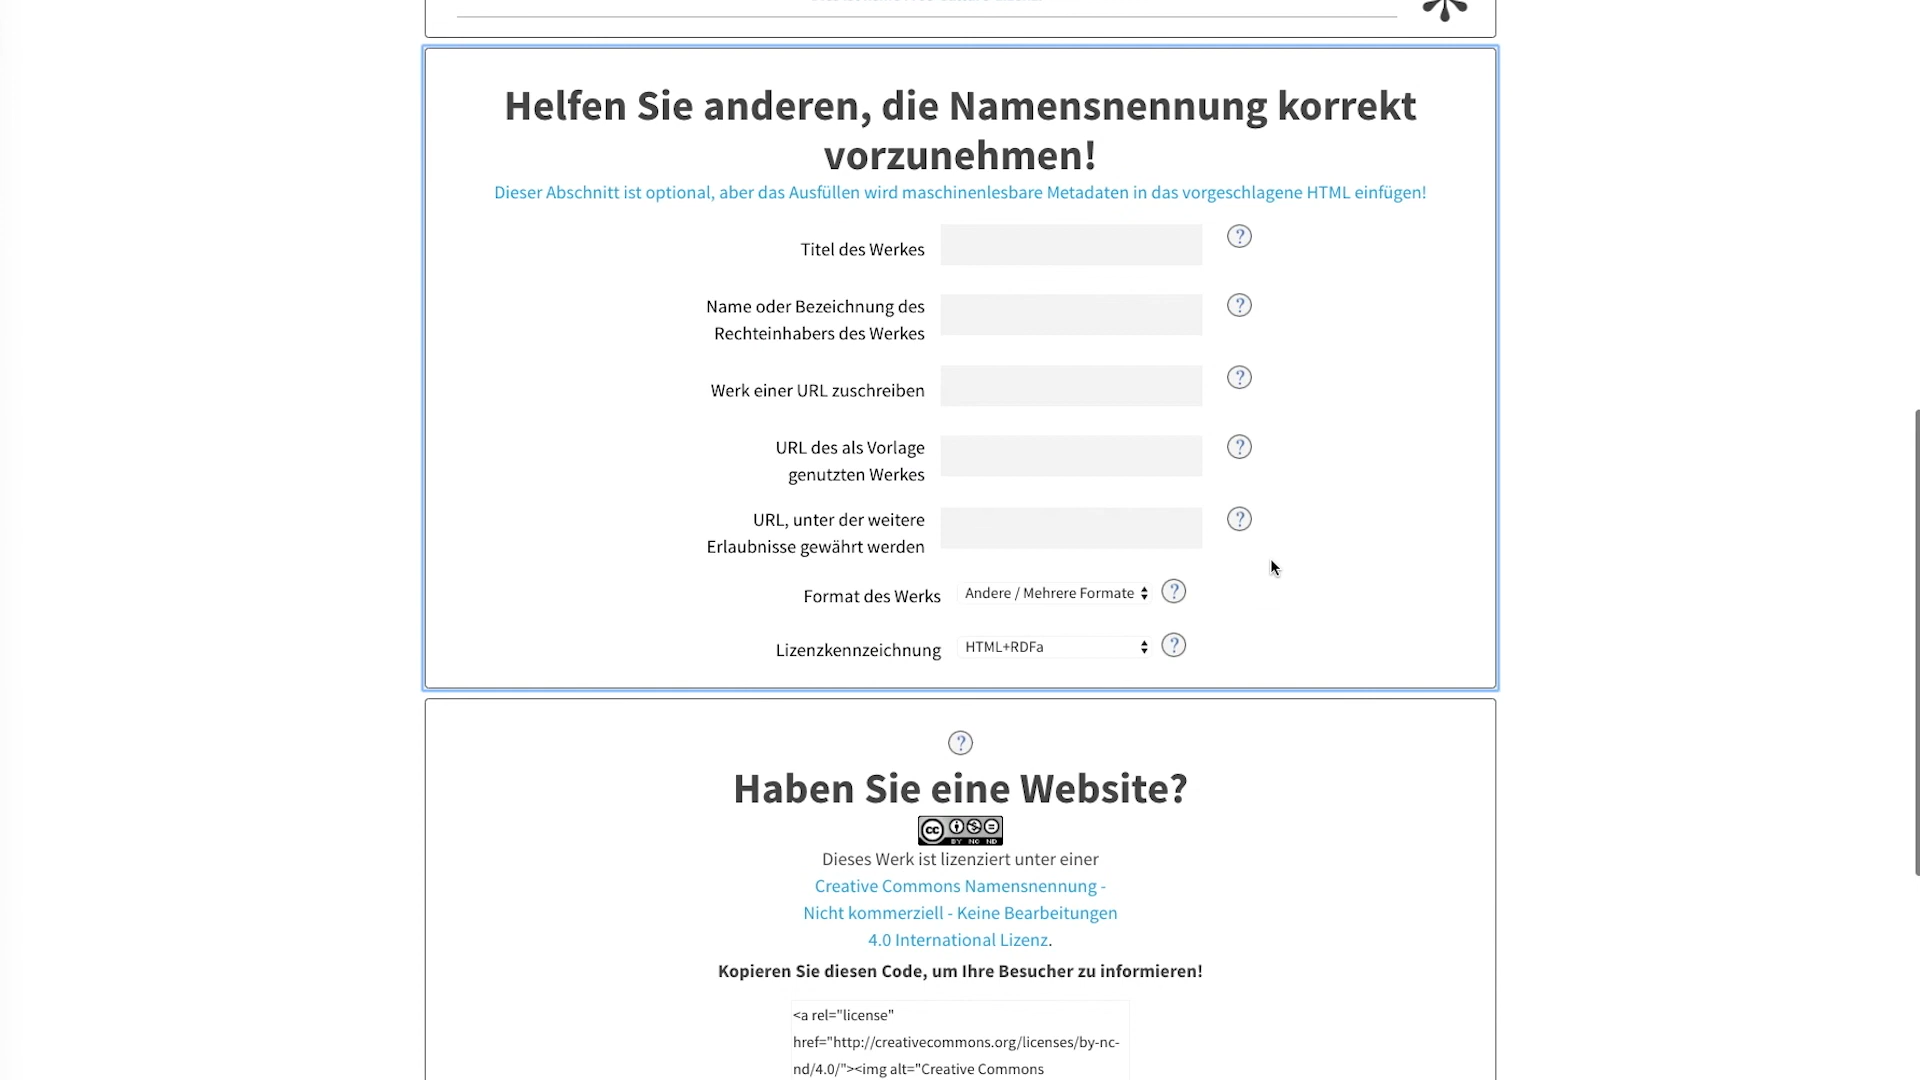 Helfen Sie anderen, die Namensnennung korrekt
vorzunehmen!
Dieser Abschnitt ist optional, aber das Ausfüllen wird maschinenlesbare Metadaten in das vorgeschlagene HTML einfügen!
Titel des Werkes
?
Name oder Bezeichnung des
Rechteinhabers des Werkes
?
Werk einer URL zuschreiben
?
URL des als Vorlage
genutzten Werkes
?
URL, unter der weitere
Erlaubnisse gewährt werden
?
Format des Werks Andere / Mehrere Formate ?
Lizenzkennzeichnung HTML+RDFa ?
?
Haben Sie eine Website?
cc BY NC ND
Dieses Werk ist lizenziert unter einer
Creative Commons Namensnennung -
Nicht kommerziell - Keine Bearbeitungen
4.0 International Lizenz.
Kopieren Sie diesen Code, um Ihre Besucher zu informieren!
<a rel="license"
href="http://creativecommons.org/licenses/by-nc-
nd/4.0/"><img alt="Creative Commons